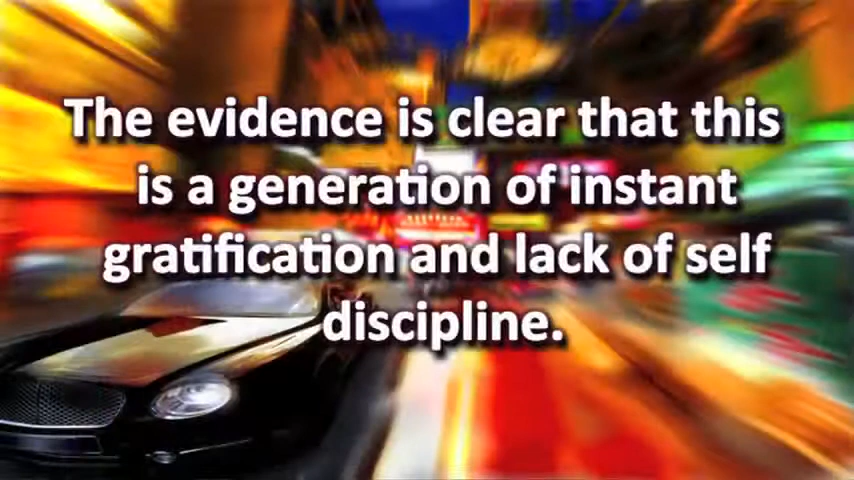 The evidence is clear that this
is a generation of instant
gratification and lack of self
discipline.